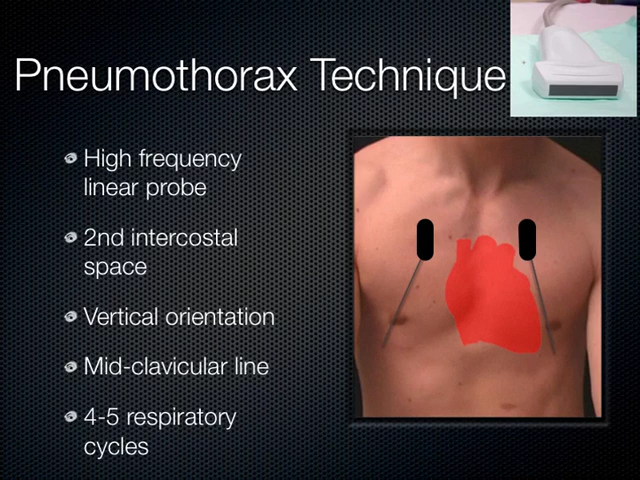 Pneumothorax Technique
High frequency
linear probe
2nd intercostal
space
Vertical orientation
Mid-clavicular line
4-5 respiratory
cycles